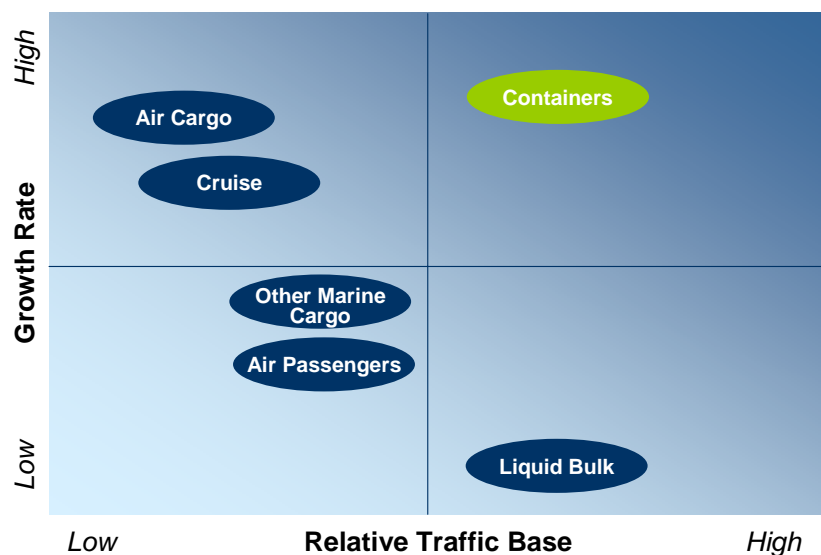 High
Containers
Air Cargo
Cruise
Growth Rate
Other Marine
Cargo
Air Passengers
Low
Liquid Bulk
Low
Relative Traffic Base
High